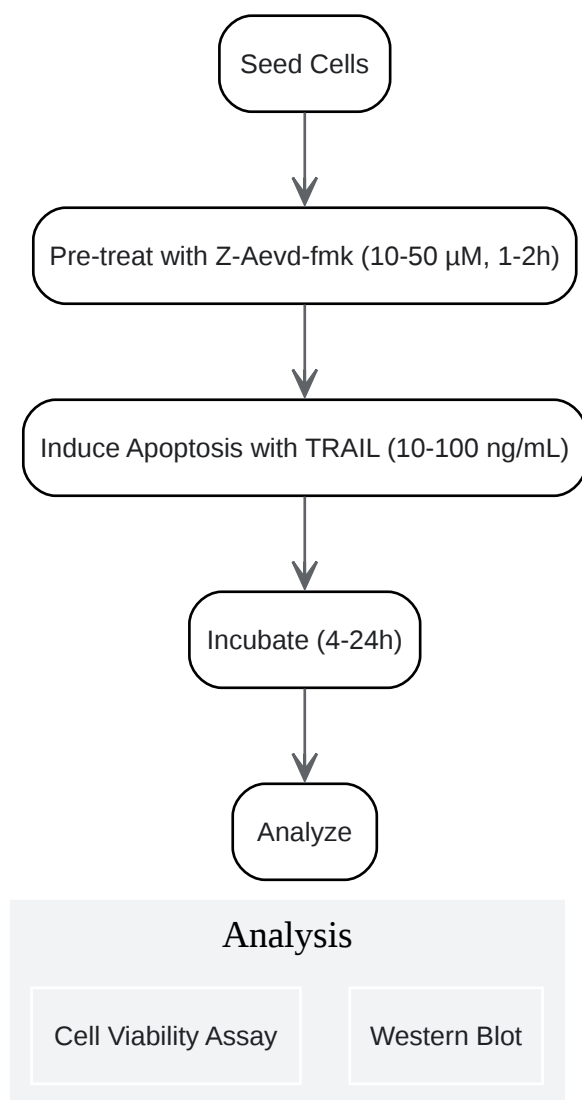 Seed Cells
Pre-treat with Z-Aevd-fmk (10-50 µM, 1-2h)
Induce Apoptosis with TRAIL (10-100 ng/mL)
Incubate (4-24h)
Analyze
Analysis
Cell Viability Assay
Western Blot